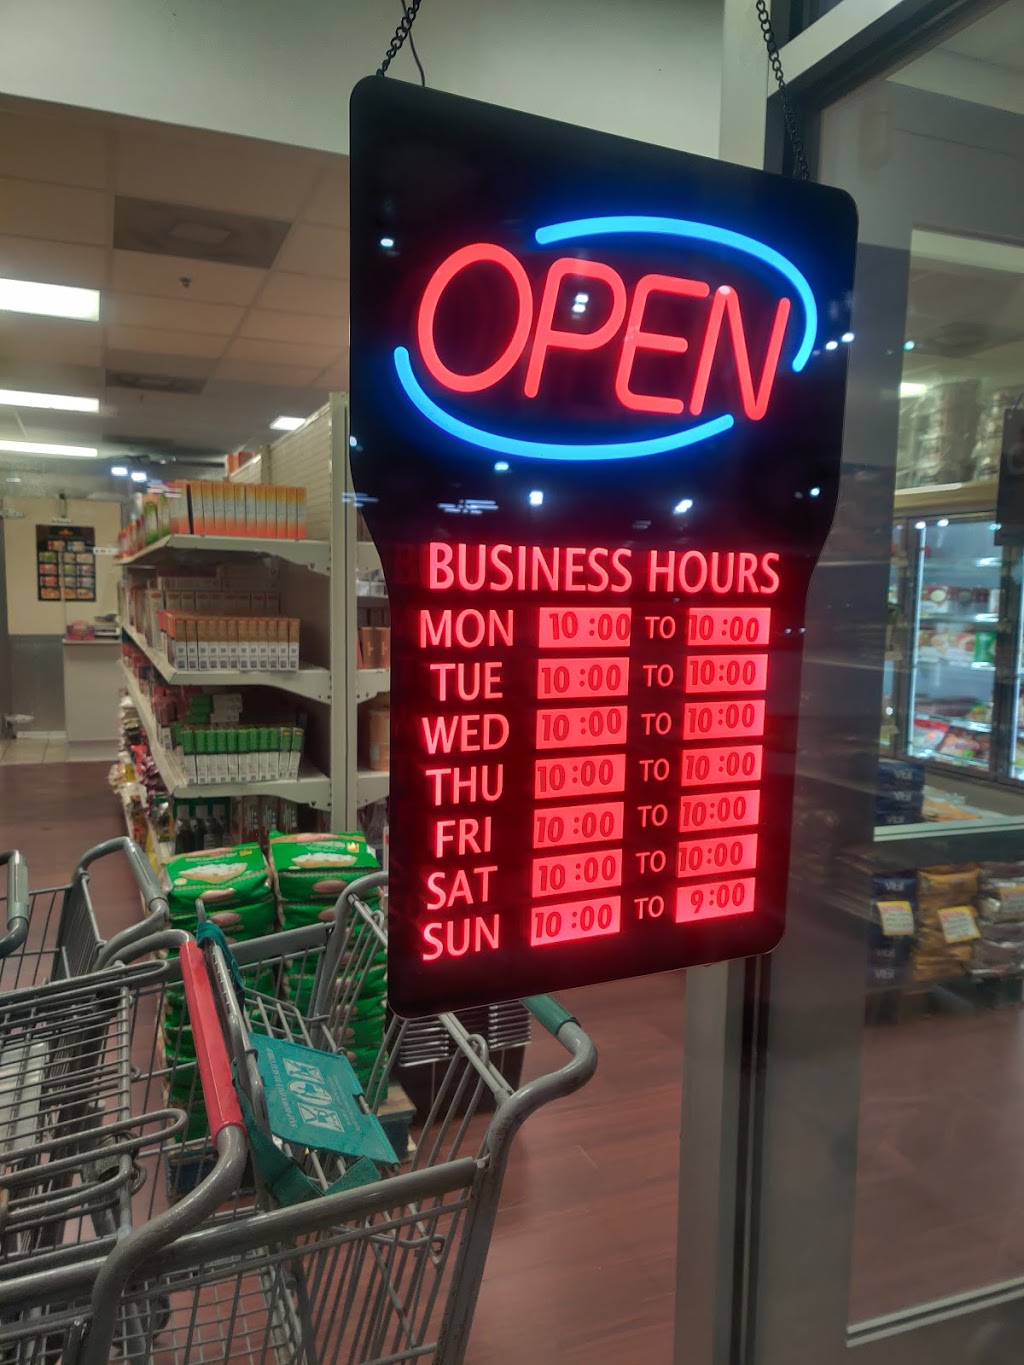 OPEN
BUSINESS HOURS
MON 10:00 TO 10:00
TUE 10:00 TO 10:00
WED 10:00 TO 10:00
THU 10:00 TO 10:00
FRI 10:00 TO 10:00
SAT 10:00 TO 10:00
SUN 10:00 TO 9:00